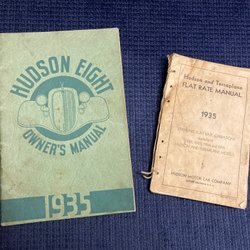 HUDSON EIGHT
OWNER'S MANUAL
1935
Hudson and Terraplane
FLAT RATE MANUAL
1935
HUDSON MOTOR CAR COMPANY